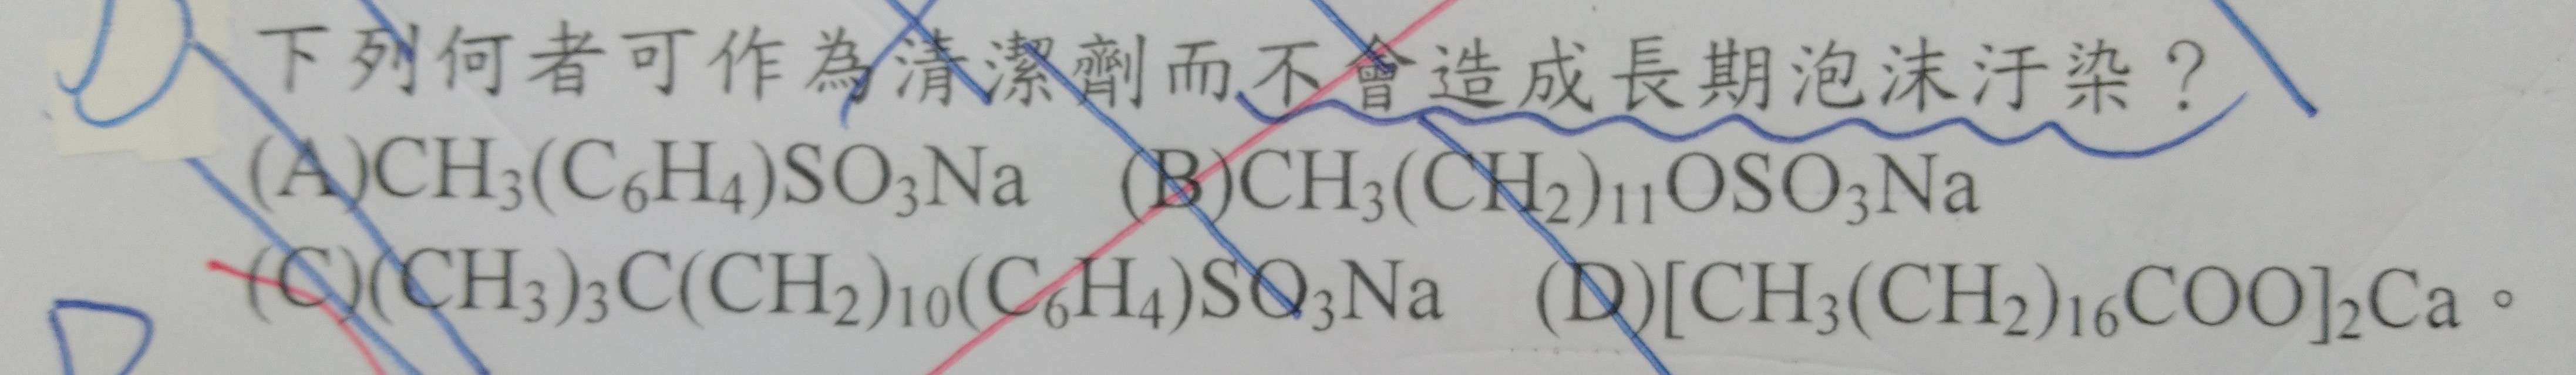 下列何者可作為清潔劑而不會造成長期泡沫汙染？
(A)CH₃(C₆H₄)SO₃Na (B)CH₃(CH₂)₁₁OSO₃Na
(C)(CH₃)₃C(CH₂)₁₀(C₆H₄)SO₃Na (D)[CH₃(CH₂)₁₆COO]₂Ca。